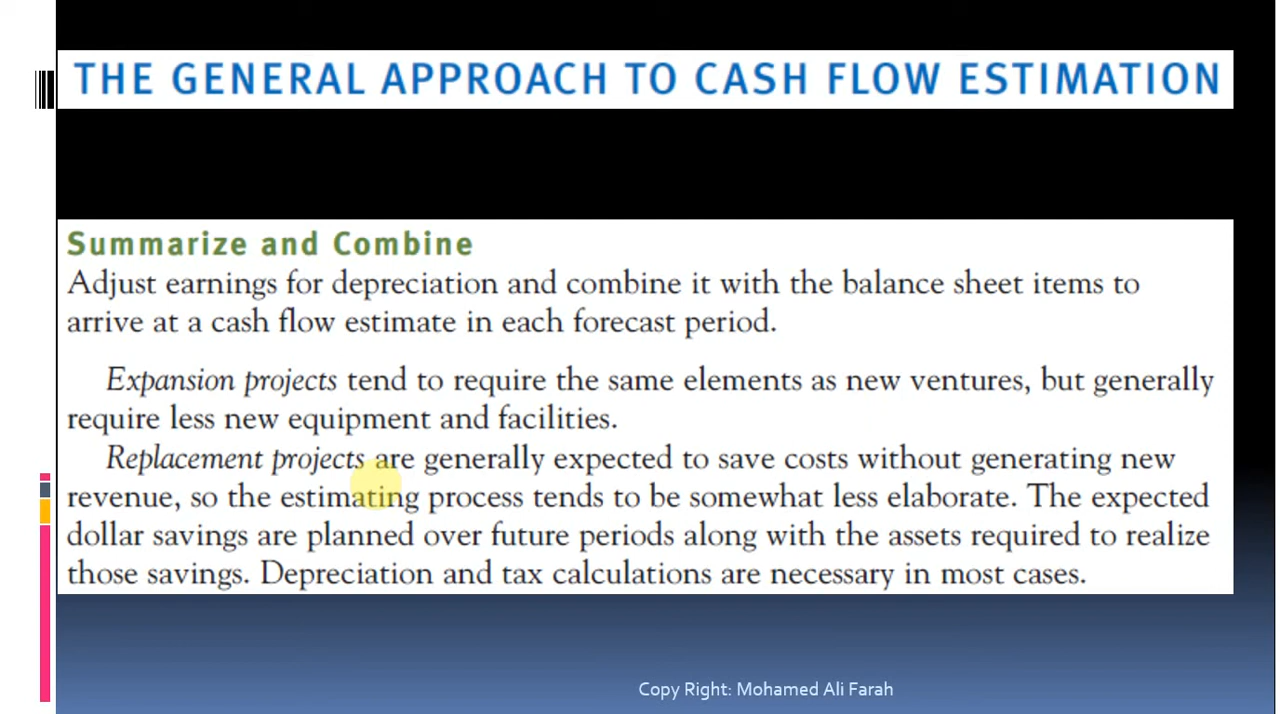 THE GENERAL APPROACH TO CASH FLOW ESTIMATION
Summarize and Combine
Adjust earnings for depreciation and combine it with the balance sheet items to
arrive at a cash flow estimate in each forecast period.
Expansion projects tend to require the same elements as new ventures, but generally
require less new equipment and facilities.
Replacement projects are generally expected to save costs without generating new
revenue, so the estimating process tends to be somewhat less elaborate. The expected
dollar savings are planned over future periods along with the assets required to realize
those savings. Depreciation and tax calculations are necessary in most cases.
Copy Right: Mohamed Ali Farah